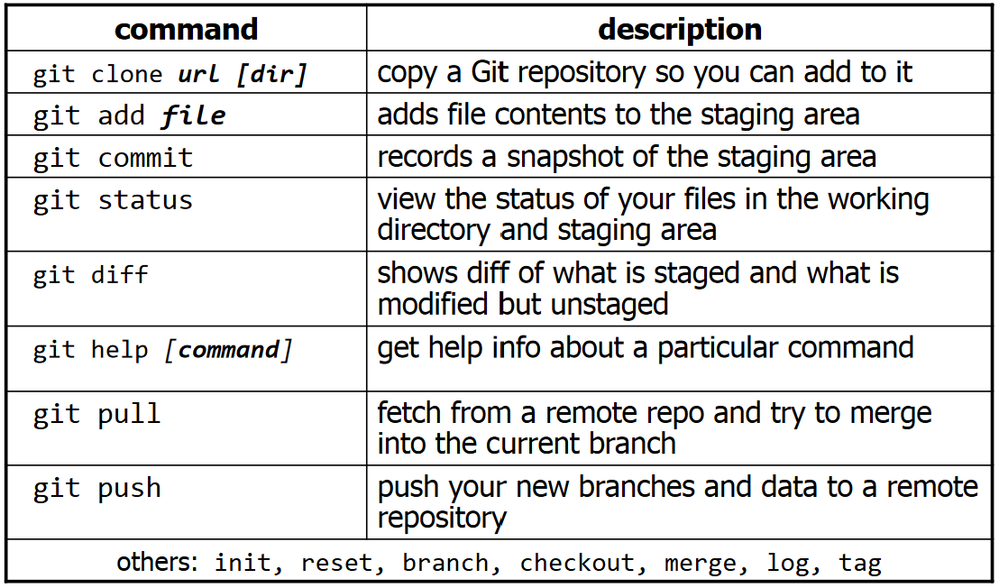 command description
git clone url [dir] copy a Git repository so you can add to it
git add file adds file contents to the staging area
git commit records a snapshot of the staging area
git status view the status of your files in the working
directory and staging area
git diff shows diff of what is staged and what is
modified but unstaged
git help [command] get help info about a particular command
git pull fetch from a remote repo and try to merge
into the current branch
git push push your new branches and data to a remote
repository
others: init, reset, branch, checkout, merge, log, tag